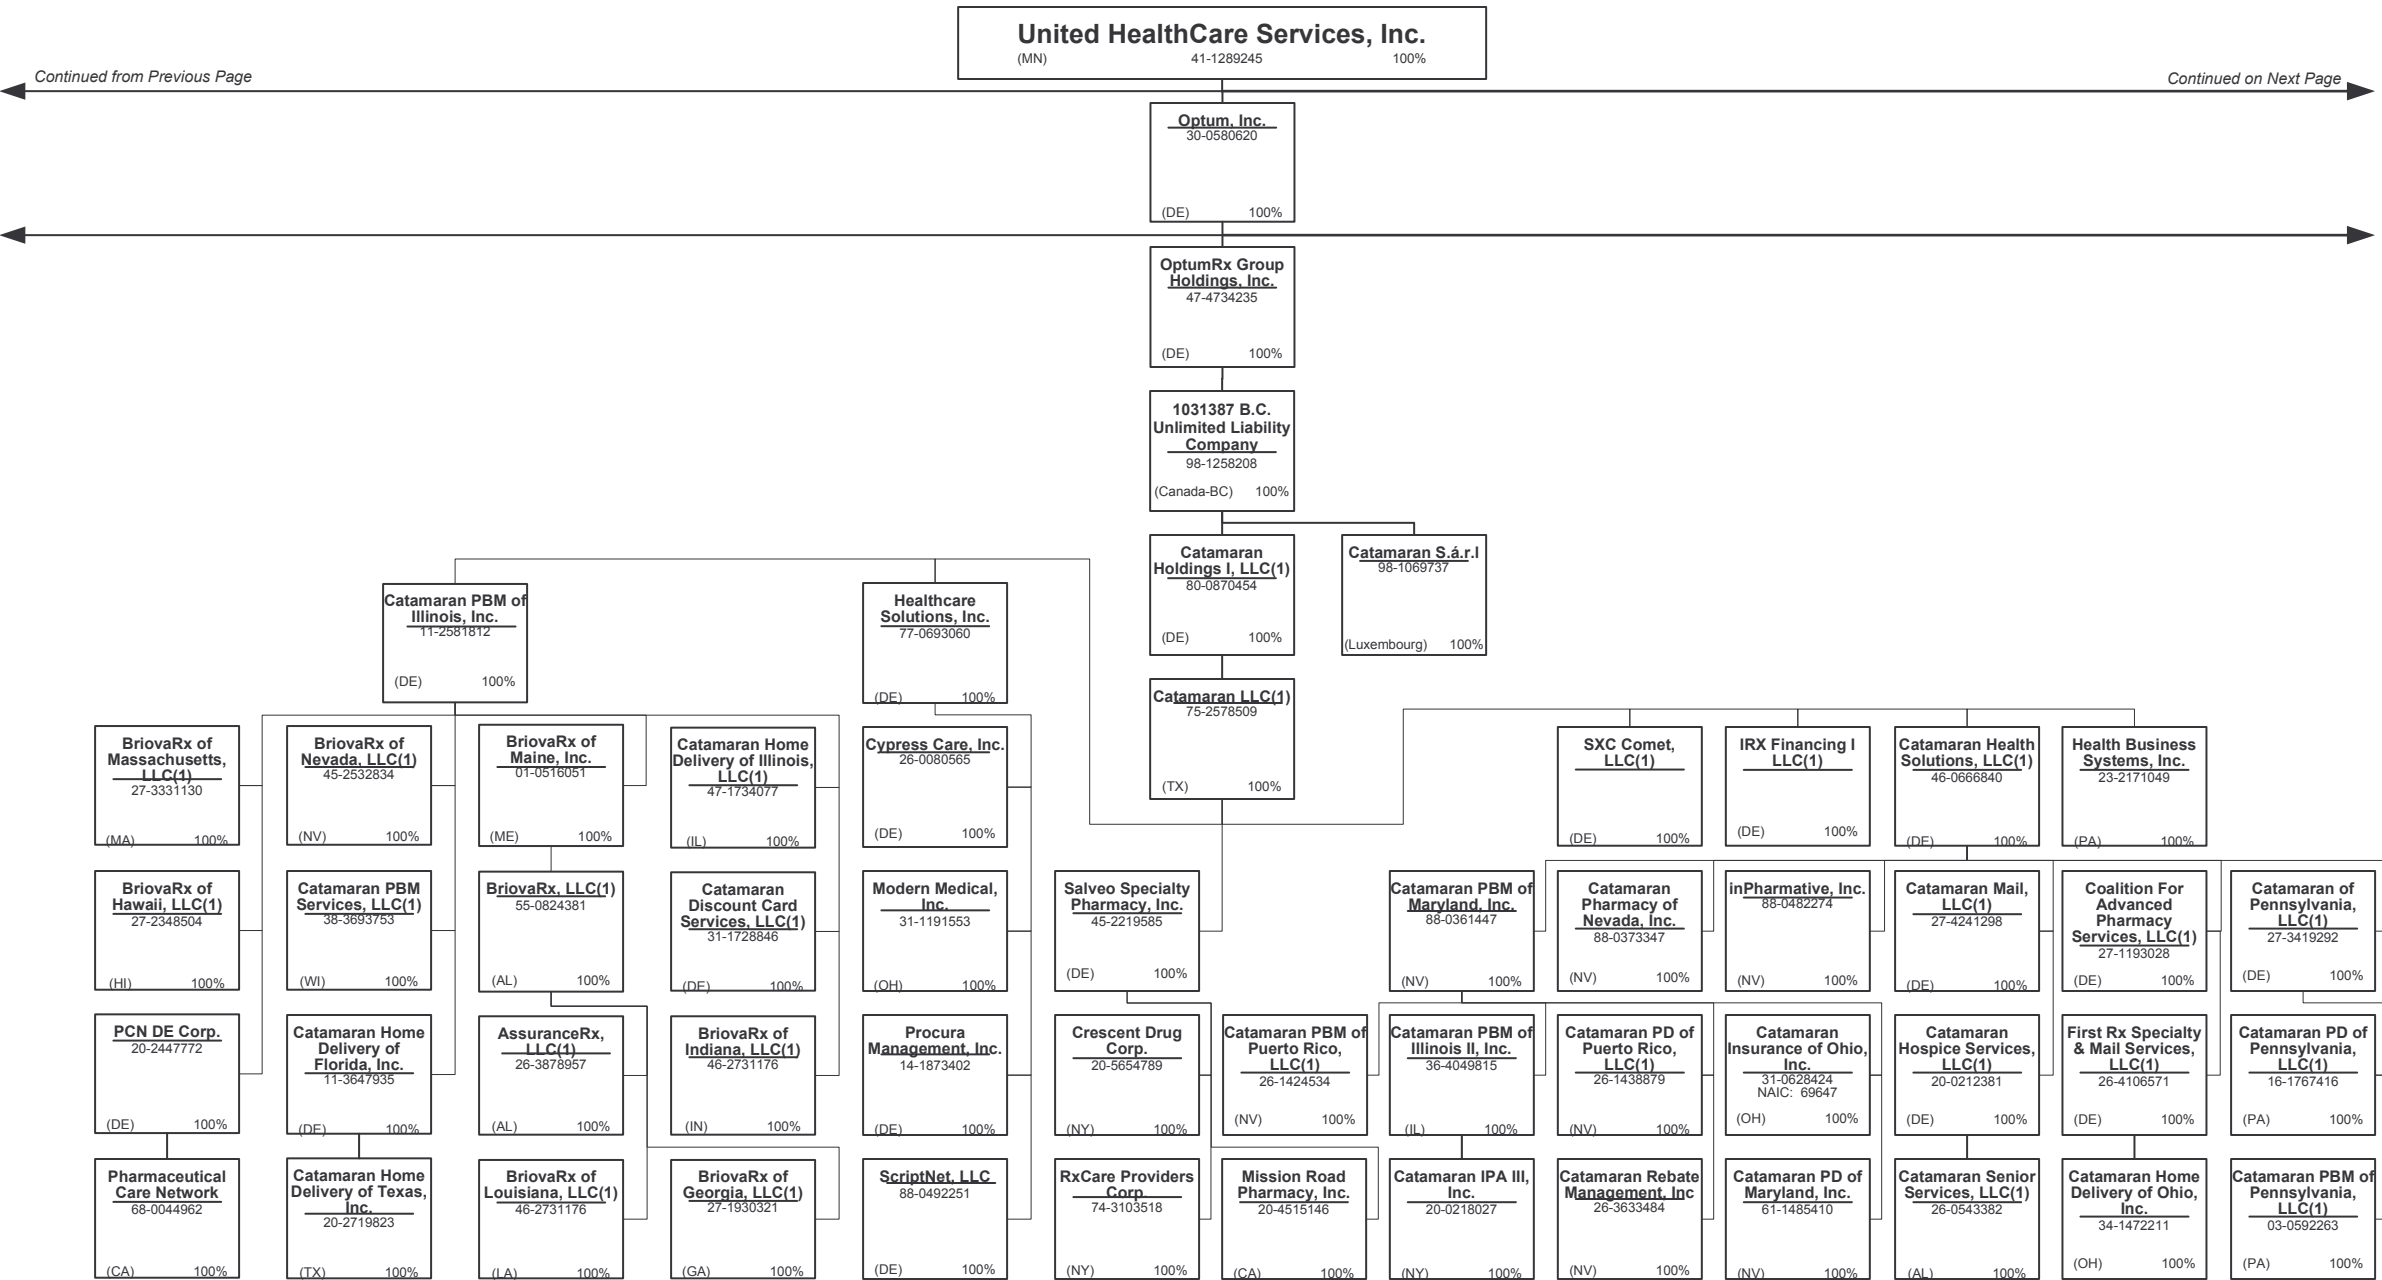 United HealthCare Services, Inc.
(MN) 41-1289245 100%
Continued from Previous Page
Continued on Next Page
Optum, Inc.
30-0580620
(DE) 100%
OptumRx Group
Holdings, Inc.
47-4734235
(DE) 100%
1031387 B.C.
Unlimited Liability
Company
98-1258208
(Canada-BC) 100%
Catamaran
Holdings I, LLC(1)
80-0870454
(DE) 100%
Catamaran S.á.r.l
98-1069737
(Luxembourg) 100%
Catamaran PBM of
Illinois, Inc.
11-2581812
(DE) 100%
Healthcare
Solutions, Inc.
77-0693060
(DE) 100%
Catamaran LLC(1)
75-2578509
(TX) 100%
BriovaRx of
Massachusetts,
LLC(1)
27-3331130
(MA) 100%
BriovaRx of
Nevada, LLC(1)
45-2532834
(NV) 100%
BriovaRx of
Maine, Inc.
01-0516051
(ME) 100%
Catamaran Home
Delivery of Illinois,
LLC(1)
47-1734077
(IL) 100%
Cypress Care, Inc.
26-0080565
(DE) 100%
SXC Comet,
LLC(1)
(DE) 100%
IRX Financing I
LLC(1)
(DE) 100%
Catamaran Health
Solutions, LLC(1)
46-0666840
(DE) 100%
Health Business
Systems, Inc.
23-2171049
(PA) 100%
BriovaRx of
Hawaii, LLC(1)
27-2348504
(HI) 100%
Catamaran PBM
Services, LLC(1)
38-3693753
(WI) 100%
BriovaRx, LLC(1)
55-0824381
(AL) 100%
Catamaran
Discount Card
Services, LLC(1)
31-1728846
(DE) 100%
Modern Medical,
Inc.
31-1191553
(OH) 100%
Salveo Specialty
Pharmacy, Inc.
45-2219585
(DE) 100%
Catamaran PBM of
Maryland, Inc.
88-0361447
(NV) 100%
Catamaran
Pharmacy of
Nevada, Inc.
88-0373347
(NV) 100%
inPharmative, Inc.
88-0482274
(NV) 100%
Catamaran Mail,
LLC(1)
27-4241298
(DE) 100%
Coalition For
Advanced
Pharmacy
Services, LLC(1)
27-1193028
(DE) 100%
Catamaran of
Pennsylvania,
LLC(1)
27-3419292
(DE) 100%
PCN DE Corp.
20-2447772
(DE) 100%
Catamaran Home
Delivery of
Florida, Inc.
11-3647935
(DE) 100%
AssuranceRx,
LLC(1)
26-3878957
(AL) 100%
BriovaRx of
Indiana, LLC(1)
46-2731176
(IN) 100%
Procura
Management, Inc.
14-1873402
(DE) 100%
Crescent Drug
Corp.
20-5654789
(NY) 100%
Catamaran PBM of
Puerto Rico,
LLC(1)
26-1424534
(NV) 100%
Catamaran PBM of
Illinois II, Inc.
36-4049815
(IL) 100%
Catamaran PD of
Puerto Rico,
LLC(1)
26-1438879
(NV) 100%
Catamaran
Insurance of Ohio,
Inc.
31-0628424
NAIC: 69647
(OH) 100%
Catamaran
Hospice Services,
LLC(1)
20-0212381
(DE) 100%
First Rx Specialty
& Mail Services,
LLC(1)
26-4106571
(DE) 100%
Catamaran PD of
Pennsylvania,
LLC(1)
16-1767416
(PA) 100%
Pharmaceutical
Care Network
68-0044962
(CA) 100%
Catamaran Home
Delivery of Texas,
Inc.
20-2719823
(TX) 100%
BriovaRx of
Louisiana, LLC(1)
46-2731176
(LA) 100%
BriovaRx of
Georgia, LLC(1)
27-1930321
(GA) 100%
ScriptNet, LLC
88-0492251
(DE) 100%
RxCare Providers
Corp
74-3103518
(NY) 100%
Mission Road
Pharmacy, Inc.
20-4515146
(CA) 100%
Catamaran IPA III,
Inc.
20-0218027
(NY) 100%
Catamaran Rebate
Management, Inc
26-3633484
(NV) 100%
Catamaran PD of
Maryland, Inc.
61-1485410
(NV) 100%
Catamaran Senior
Services, LLC(1)
26-0543382
(AL) 100%
Catamaran Home
Delivery of Ohio,
Inc.
34-1472211
(OH) 100%
Catamaran PBM of
Pennsylvania,
LLC(1)
03-0592263
(PA) 100%